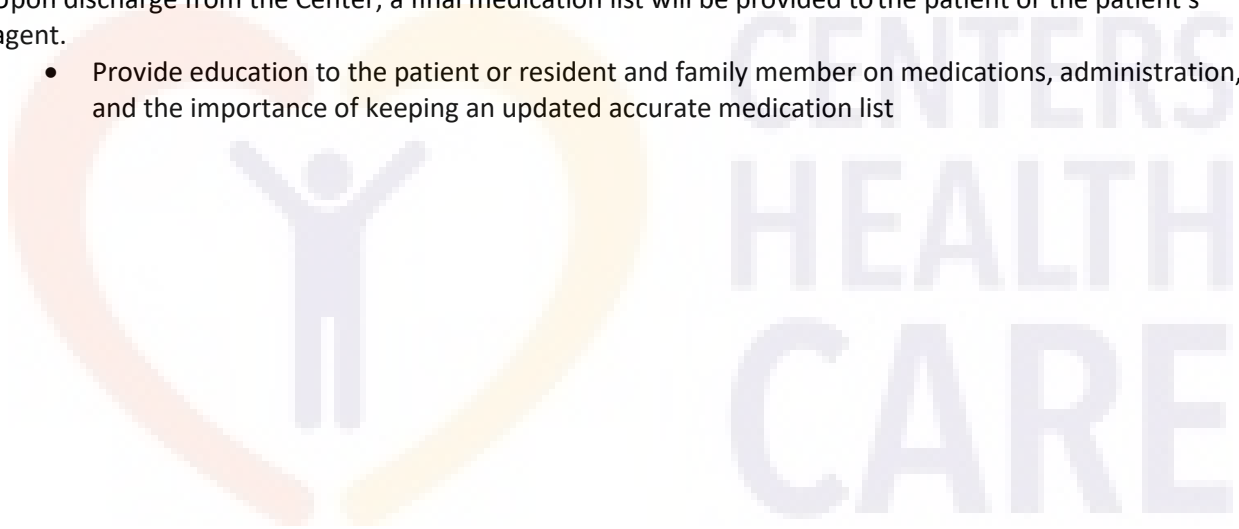 Upon discharge from the Center, a final medication list will be provided to the patient or the patient's
agent.
• Provide education to the patient or resident and family member on medications, administration,
and the importance of keeping an updated accurate medication list
CENTERS
HEALTH
CARE